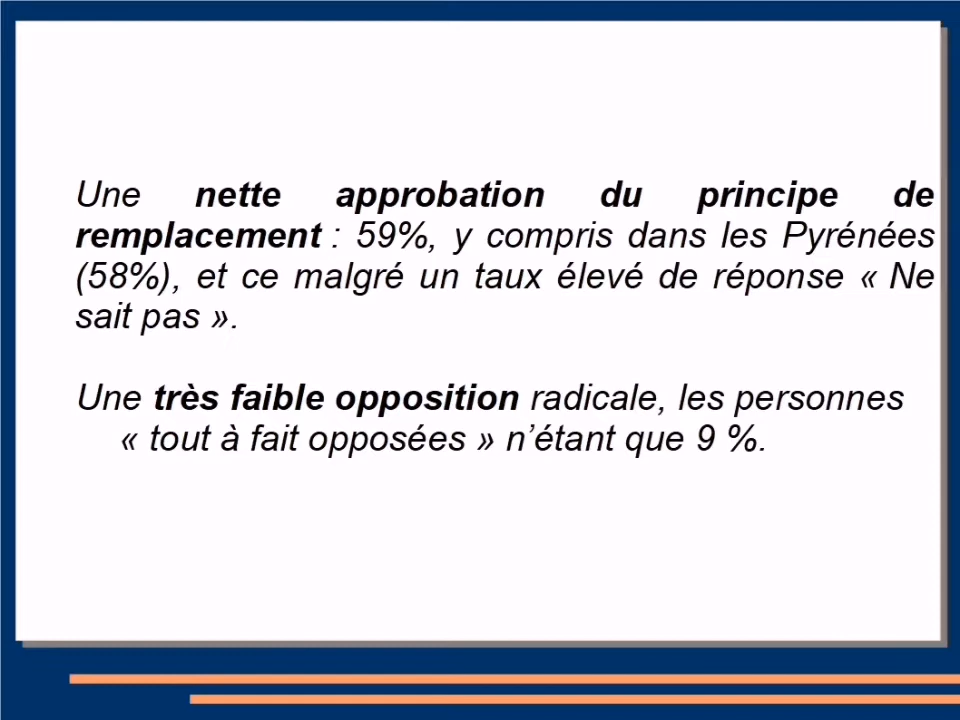 Une nette approbation du principe de
remplacement : 59%, y compris dans les Pyrénées
(58%), et ce malgré un taux élevé de réponse « Ne
sait pas ».
Une très faible opposition radicale, les personnes
« tout à fait opposées » n’étant que 9 %.